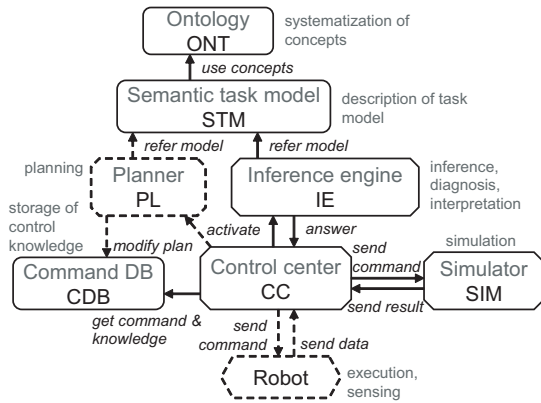 Ontology
ONT
systematization of
concepts
use concepts
Semantic task model
STM
description of task
model
refer model
refer model
planning
Planner
PL
Inference engine
IE
inference,
diagnosis,
interpretation
storage of
control
knowledge
modify plan
activate
answer
send
command
simulation
Command DB
CDB
Control center
CC
Simulator
SIM
get command &
knowledge
send result
send
command
send data
Robot
execution,
sensing